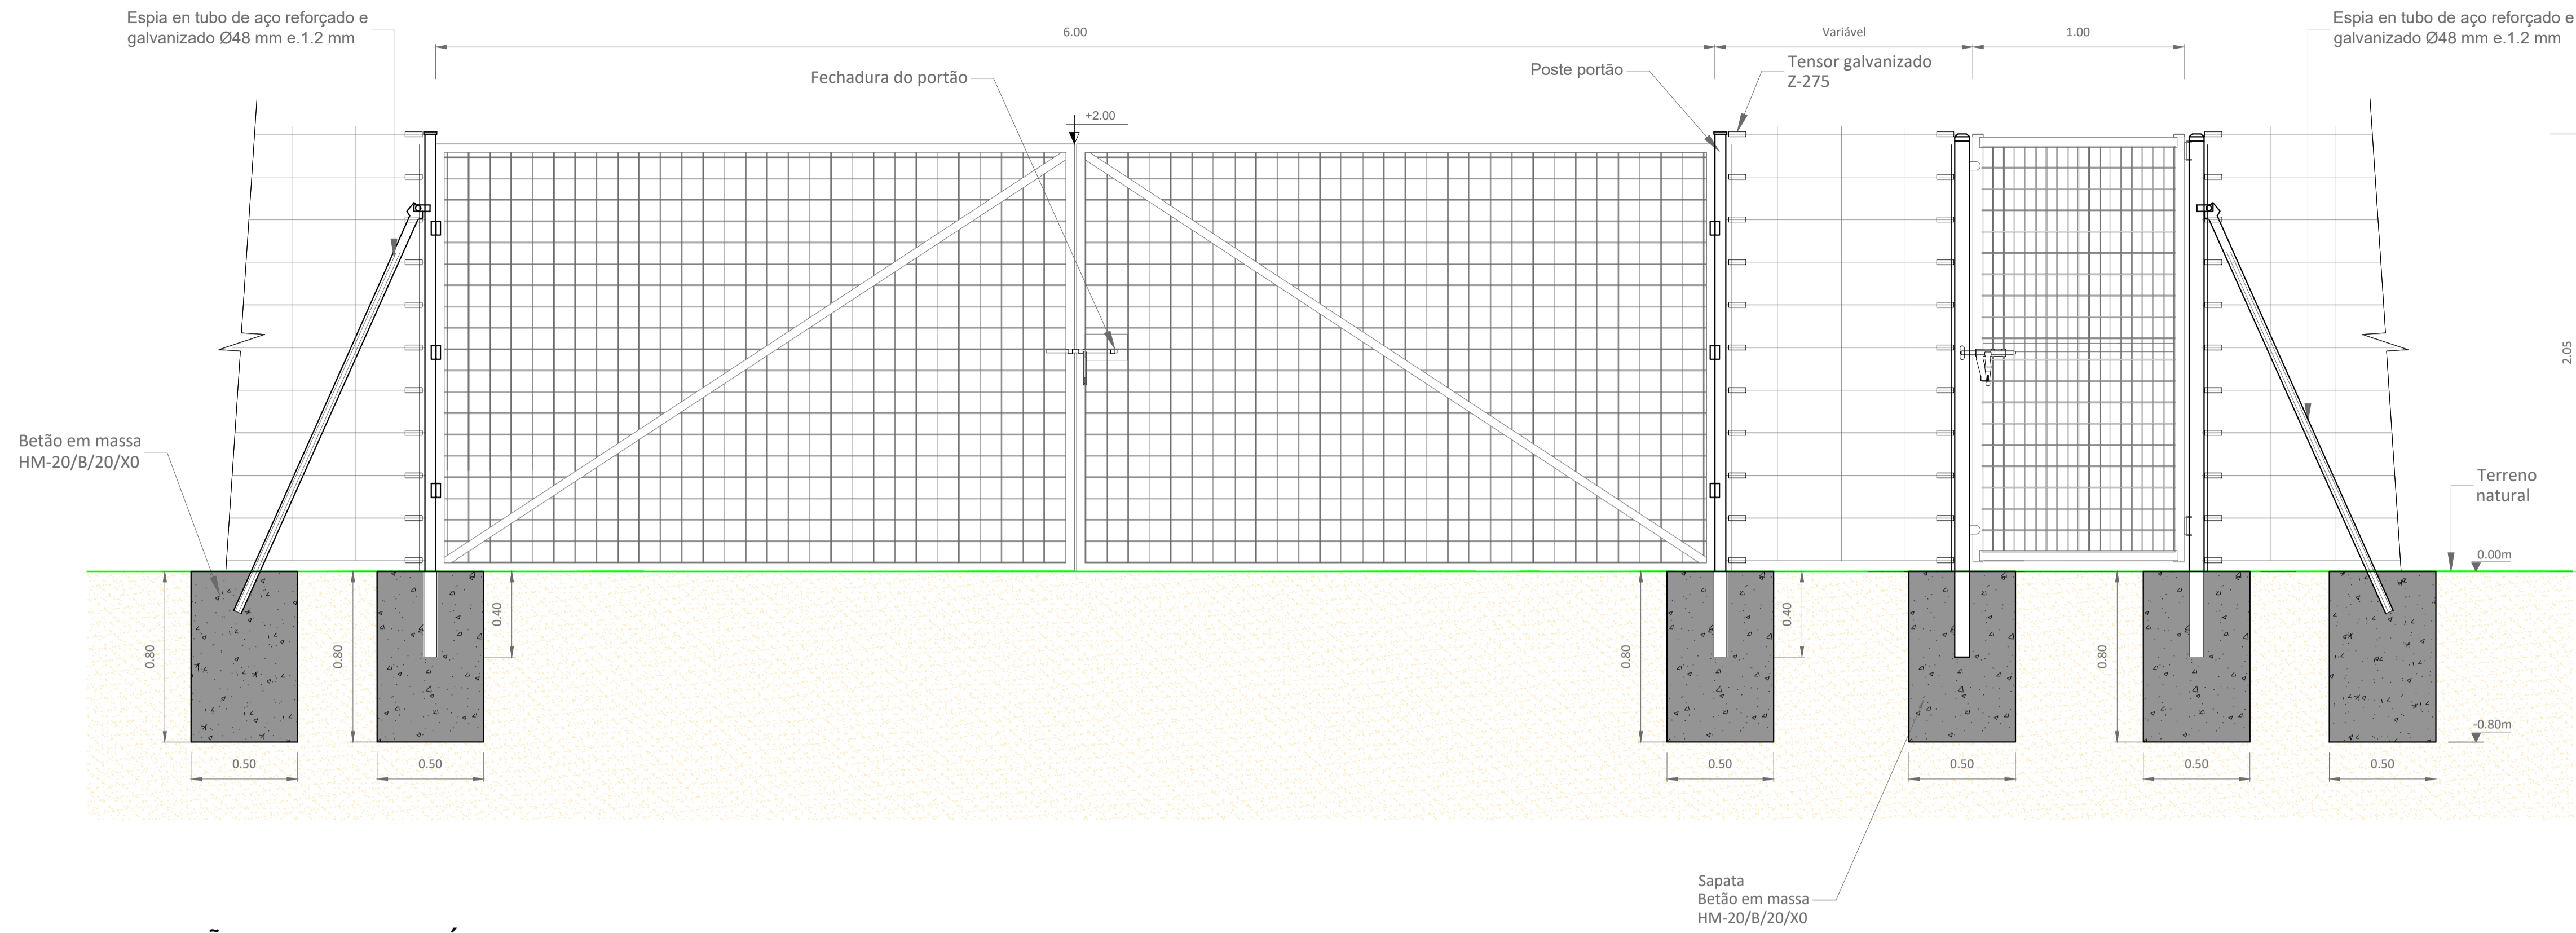 Espia en tubo de aço reforçado e
galvanizado Ø48 mm e.1.2 mm
6.00
Variável
1.00
Espia en tubo de aço reforçado e
galvanizado Ø48 mm e.1.2 mm
Fechadura do portão
Poste portão
Tensor galvanizado
Z-275
+2.00
2.05
Betão em massa
HM-20/B/20/X0
Terreno
natural
0.00m
0.80
0.80
0.40
0.80
0.40
0.80
-0.80m
0.50
0.50
0.50
0.50
0.50
0.50
Sapata
Betão em massa
HM-20/B/20/X0